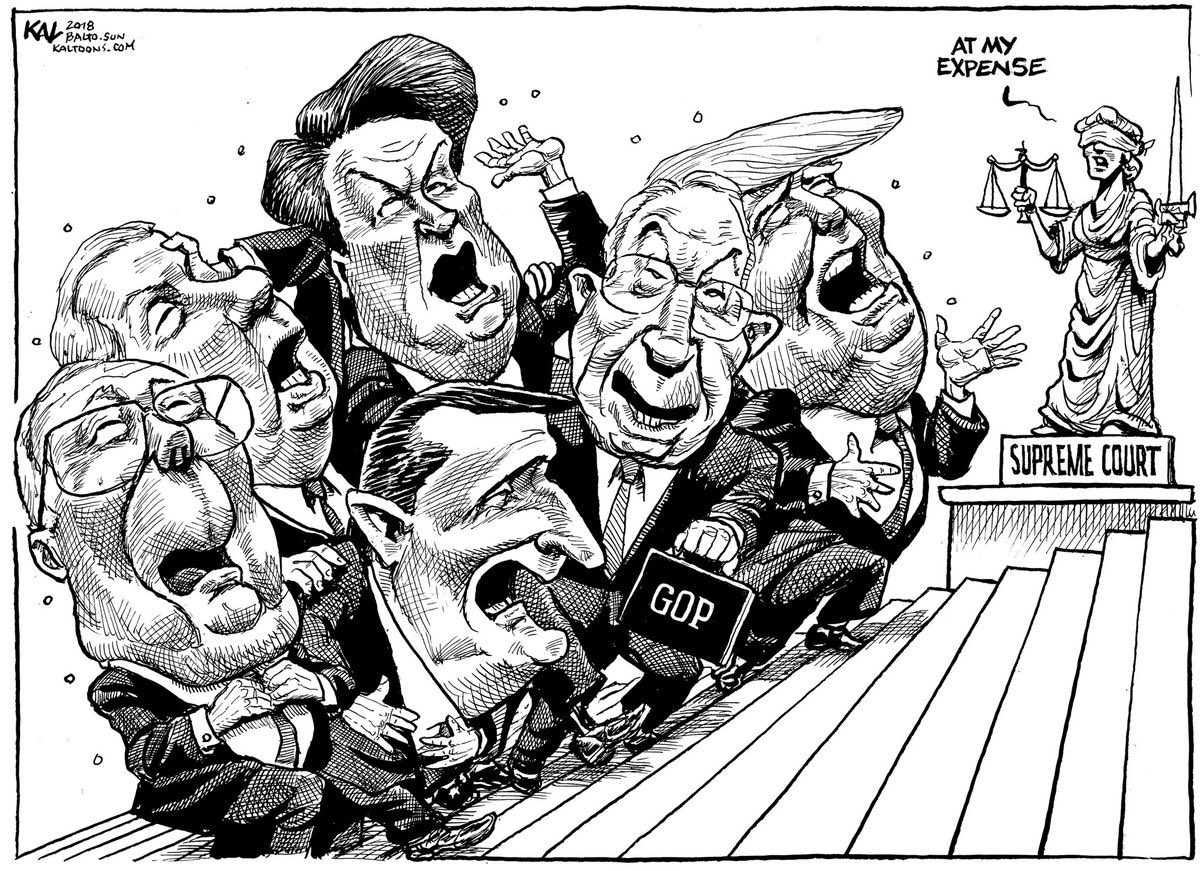 KAL 2018
BALTO. SUN
KALTOONS.COM
AT MY
EXPENSE
SUPREME COURT
GOP